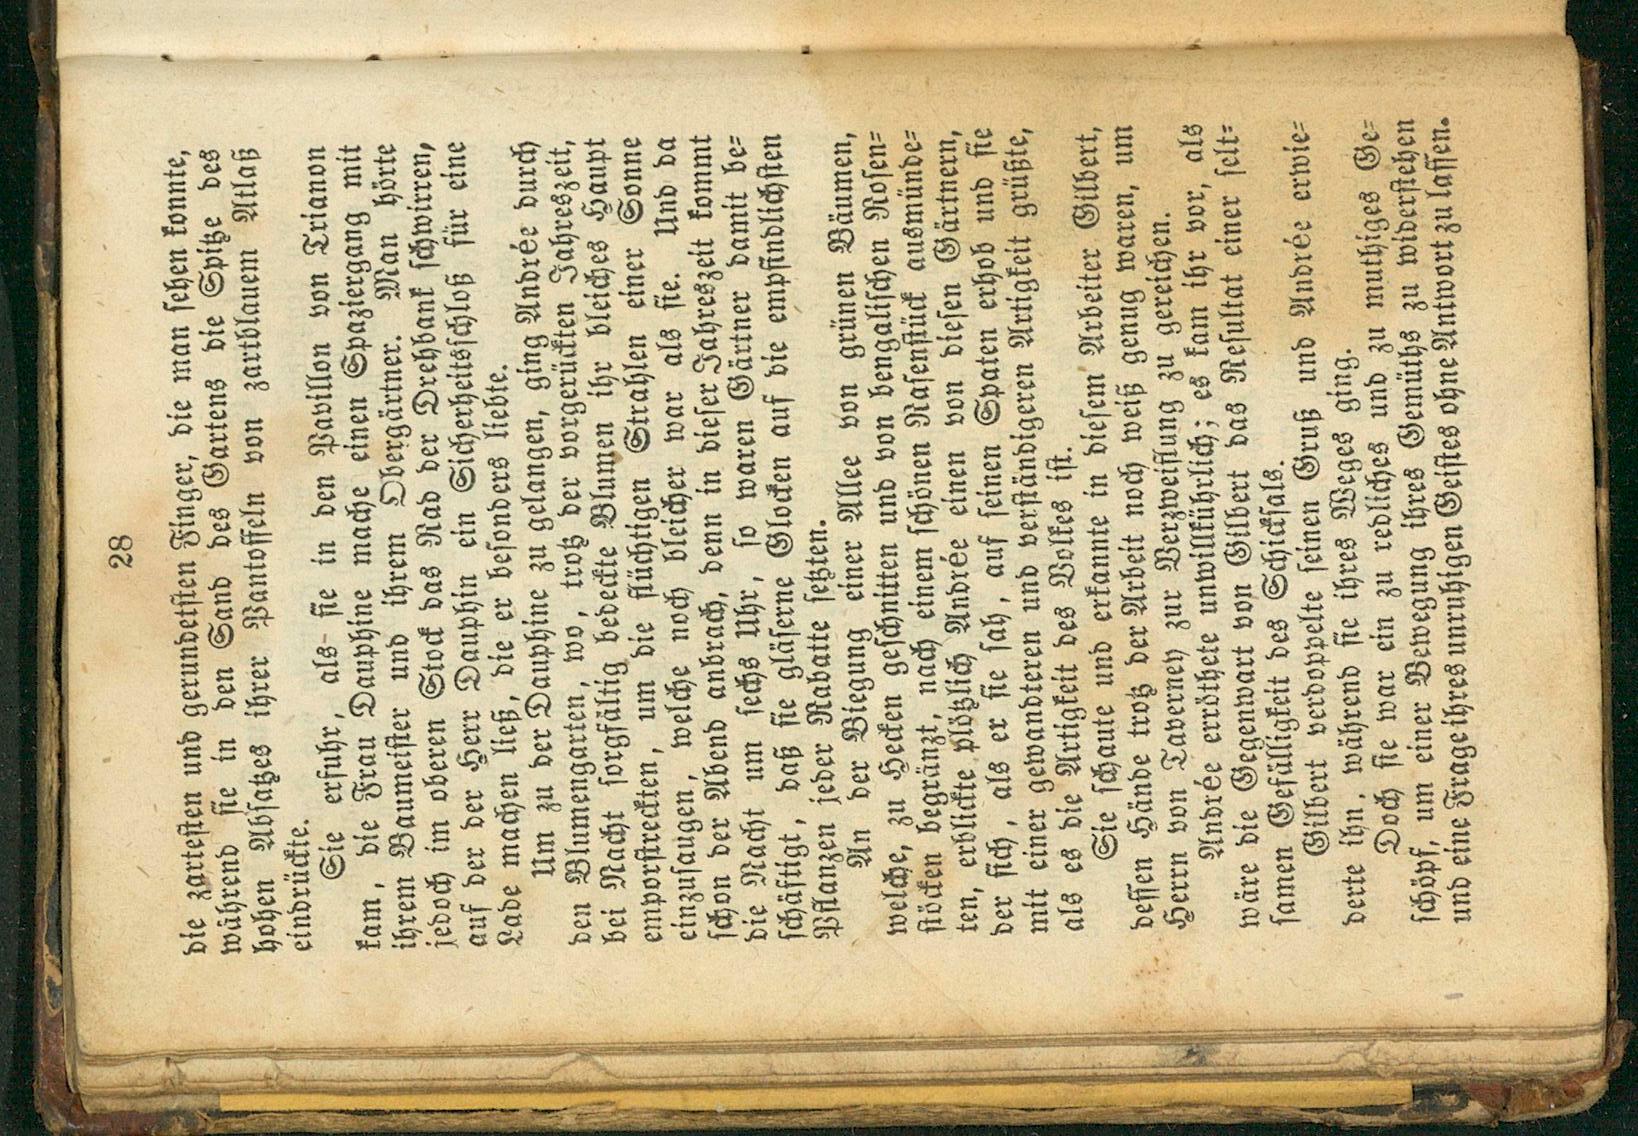 28
die zartesten und gerundetsten Finger, die man sehen konnte,
während sie in den Sand des Gartens die Spitze des
hohen Absatzes ihrer Pantoffeln von zartblauem Atlaß
eindrückte.
Sie erfuhr, als sie in den Pavillon von Trianon
kam, die Frau Dauphine mache einen Spaziergang mit
ihrem Baumeister und ihrem Obergärtner. Man hörte
jedoch im oberen Stock das Rad der Drehbank schwirren,
auf der der Herr Dauphin ein Sicherheitsschloß für eine
Lade machen ließ, die er besonders liebte.
Um zu der Dauphine zu gelangen, ging Andrée durch
den Blumengarten, wo, trotz der vorgerückten Jahreszeit,
bei Nacht sorgfältig bedeckte Blumen ihr bleiches Haupt
emporstreckten, um die flüchtigen Strahlen einer Sonne
einzusaugen, welche noch bleicher war als sie. Und da
schon der Abend anbrach, denn in dieser Jahreszeit kommt
die Nacht um sechs Uhr, so waren Gärtner damit be=
schäftigt, daß sie gläserne Glocken auf die empfindlichsten
Pflanzen jeder Rabatte setzten.
An der Biegung einer Allee von grünen Bäumen,
welche, zu Hecken geschnitten und von bengalischen Rosen=
stöcken begränzt, nach einem schönen Rasenstück ausmünde=
ten, erblickte plötzlich Andrée einen von diesen Gärtnern,
der sich, als er sie sah, auf seinen Spaten erhob und sie
mit einer gewandteren und verständigeren Artigkeit grüßte,
als es die Artigkeit des Volkes ist.
Sie schaute und erkannte in diesem Arbeiter Gilbert,
dessen Hände trotz der Arbeit noch weiß genug waren, um
Herrn von Taverney zur Verzweiflung zu gereichen.
Andrée erröthete unwillkührlich; es kam ihr vor, als
wäre die Gegenwart von Gilbert das Resultat einer selt=
samen Gefälligkeit des Schicksals.
Gilbert verdoppelte seinen Gruß und Andrée erwie=
derte ihn, während sie ihres Weges ging.
Doch sie war ein zu redliches und zu muthiges Ge=
schöpf, um einer Bewegung ihres Gemüths zu widerstehen
und eine Frage ihres unruhigen Geistes ohne Antwort zu lassen.